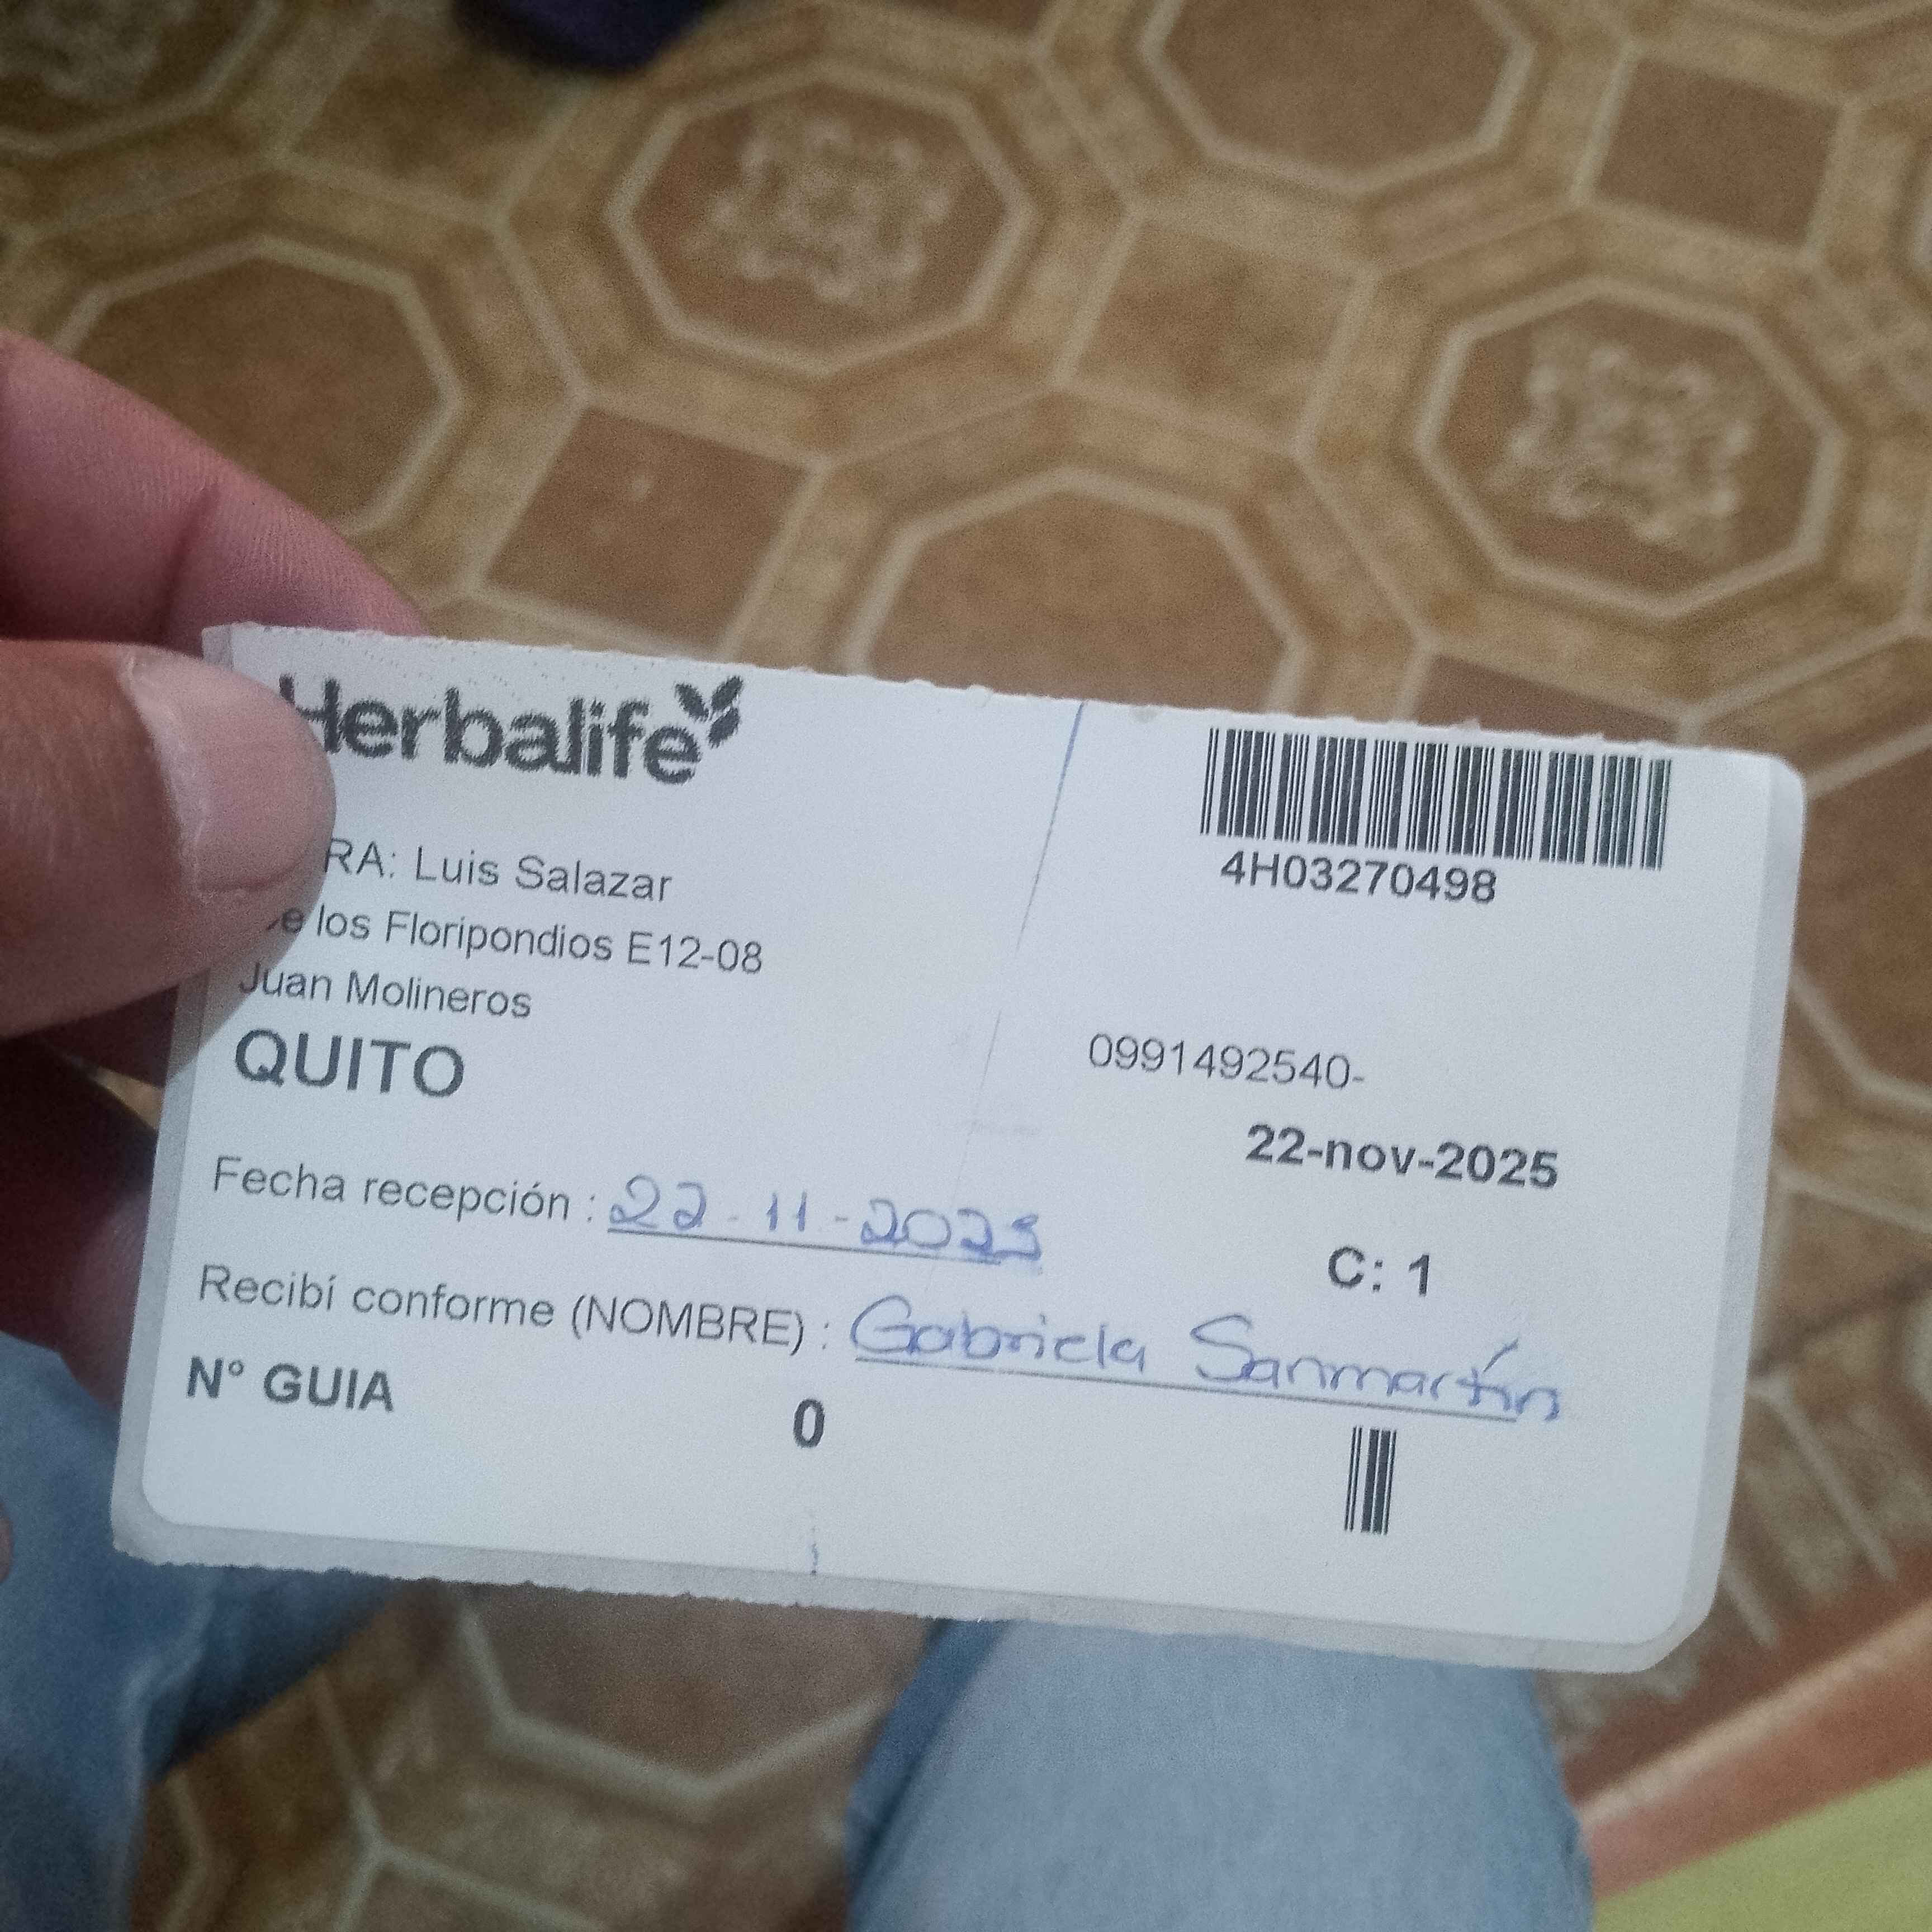 Herbalife
RA: Luis Salazar
e los Floripondios E12-08
Juan Molineros
QUITO
4H03270498
0991492540-
22-nov-2025
Fecha recepción : 22-11-2025
C: 1
Recibí conforme (NOMBRE) : Gabriela Sanmartín
N° GUIA 0